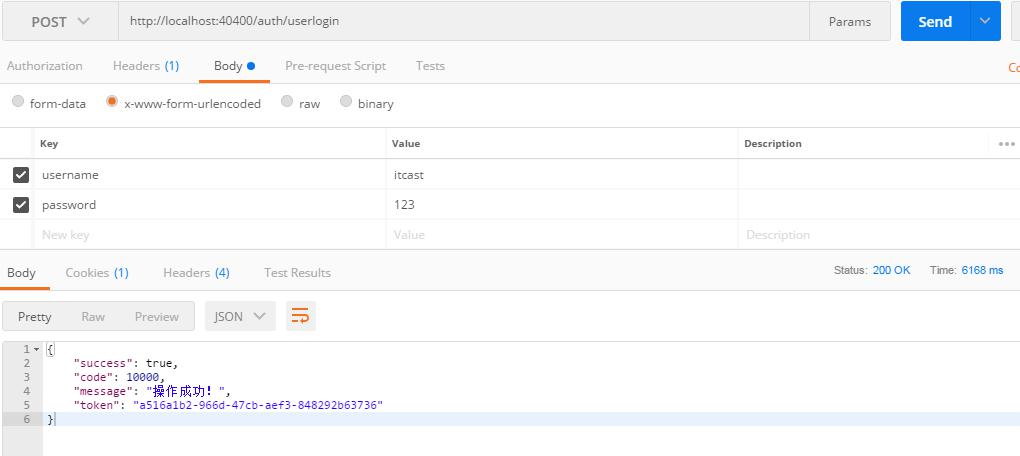 POST http://localhost:40400/auth/userlogin Params Send
Authorization Headers (1) Body Pre-request Script Tests Co
form-data x-www-form-urlencoded raw binary
Key Value Description
username itcast
password 123
New key Value Description
Body Cookies (1) Headers (4) Test Results Status: 200 OK Time: 6168 ms
Pretty Raw Preview JSON
1 {
2 "success": true,
3 "code": 10000,
4 "message": "操作成功！",
5 "token": "a516a1b2-966d-47cb-aef3-848292b63736"
6 }